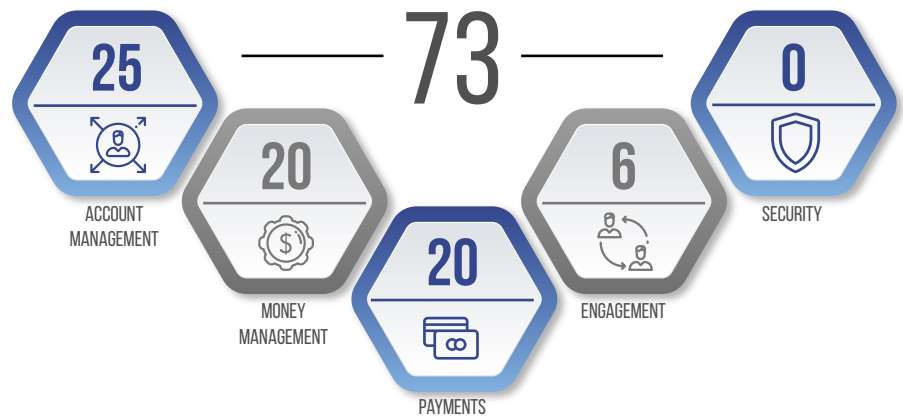 73
25
ACCOUNT
MANAGEMENT
20
$
MONEY
MANAGEMENT
20
PAYMENTS
6
ENGAGEMENT
0
SECURITY